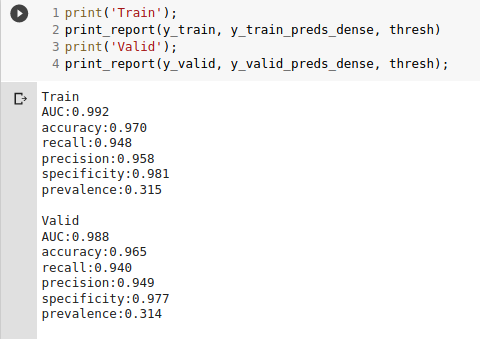 1 print('Train');
2 print_report(y_train, y_train_preds_dense, thresh)
3 print('Valid');
4 print_report(y_valid, y_valid_preds_dense, thresh);
Train
AUC:0.992
accuracy:0.970
recall:0.948
precision:0.958
specificity:0.981
prevalence:0.315
Valid
AUC:0.988
accuracy:0.965
recall:0.940
precision:0.949
specificity:0.977
prevalence:0.314